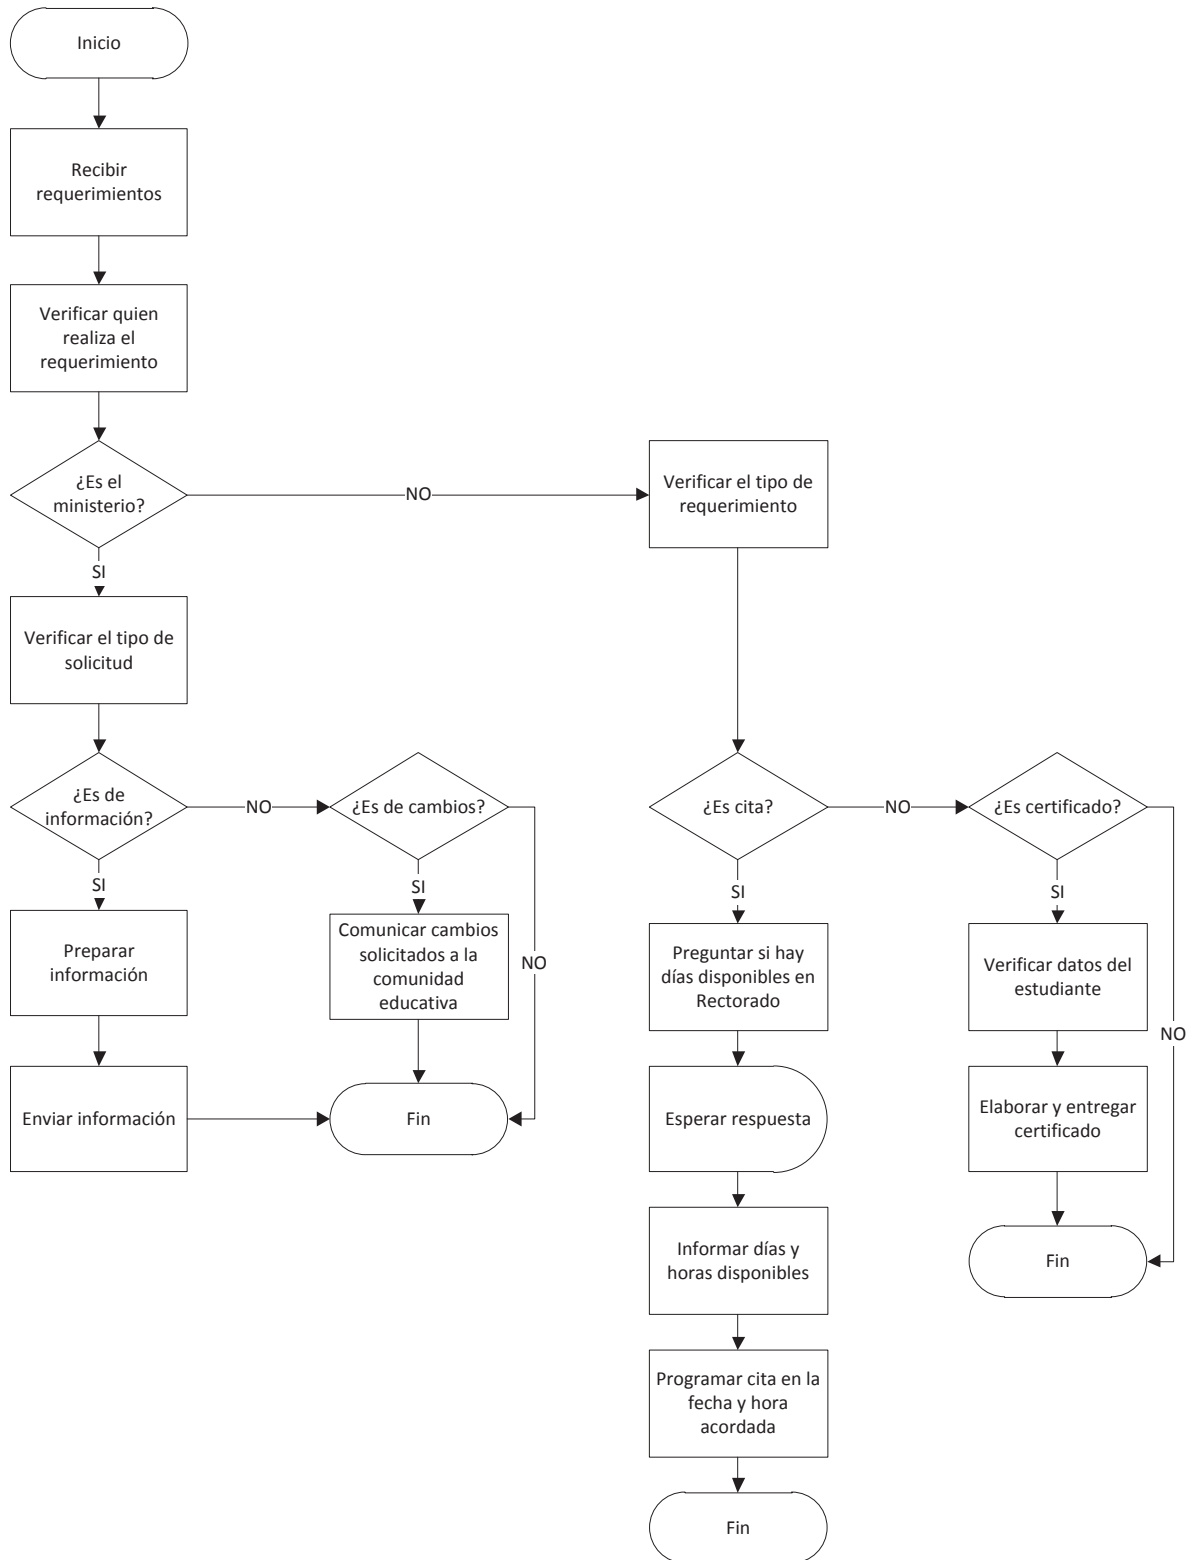 Inicio
Recibir
requerimientos
Verificar quien
realiza el
requerimiento
¿Es el
ministerio?
NO
Verificar el tipo de
requerimiento
SI
Verificar el tipo de
solicitud
¿Es de
información?
NO
¿Es de cambios?
¿Es cita?
NO
¿Es certificado?
SI
SI
SI
SI
Preparar
información
Comunicar cambios
solicitados a la
comunidad
educativa
NO
Preguntar si hay
días disponibles en
Rectorado
Verificar datos del
estudiante
NO
Enviar información
Fin
Esperar respuesta
Elaborar y entregar
certificado
Informar días y
horas disponibles
Fin
Programar cita en la
fecha y hora
acordada
Fin